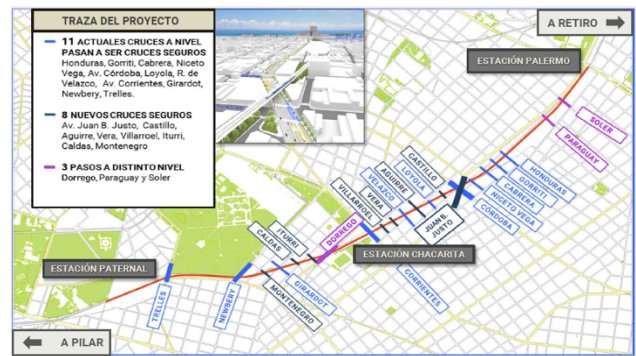 TRAZA DEL PROYECTO
11 ACTUALES CRUCES A NIVEL
PASAN A SER CRUCES SEGUROS
Honduras, Gorriti, Cabrera, Niceto
Vega, Av. Córdoba, Loyola, R. de
Velazco, Av. Corrientes, Girardot,
Newbery, Trelles.
8 NUEVOS CRUCES SEGUROS
Av. Juan B. Justo, Castillo,
Aguirre, Vera, Villarroel, Iturri,
Caldas, Montenegro
3 PASOS A DISTINTO NIVEL
Dorrego, Paraguay y Soler
A RETIRO
ESTACIÓN PALERMO
SOLER
PARAGUAY
HONDURAS
GORRITI
CABRERA
NICETO VEGA
CÓRDOBA
JUAN B.
JUSTO
CASTILLO
LOYOLA
AGUIRRE
VELAZCO
VERA
VILLARROEL
ESTACIÓN CHACARITA
CORRIENTES
DORREGO
ITURRI
CALDAS
GIRARDOT
MONTENEGRO
NEWBERY
TRELLES
ESTACIÓN PATERNAL
A PILAR